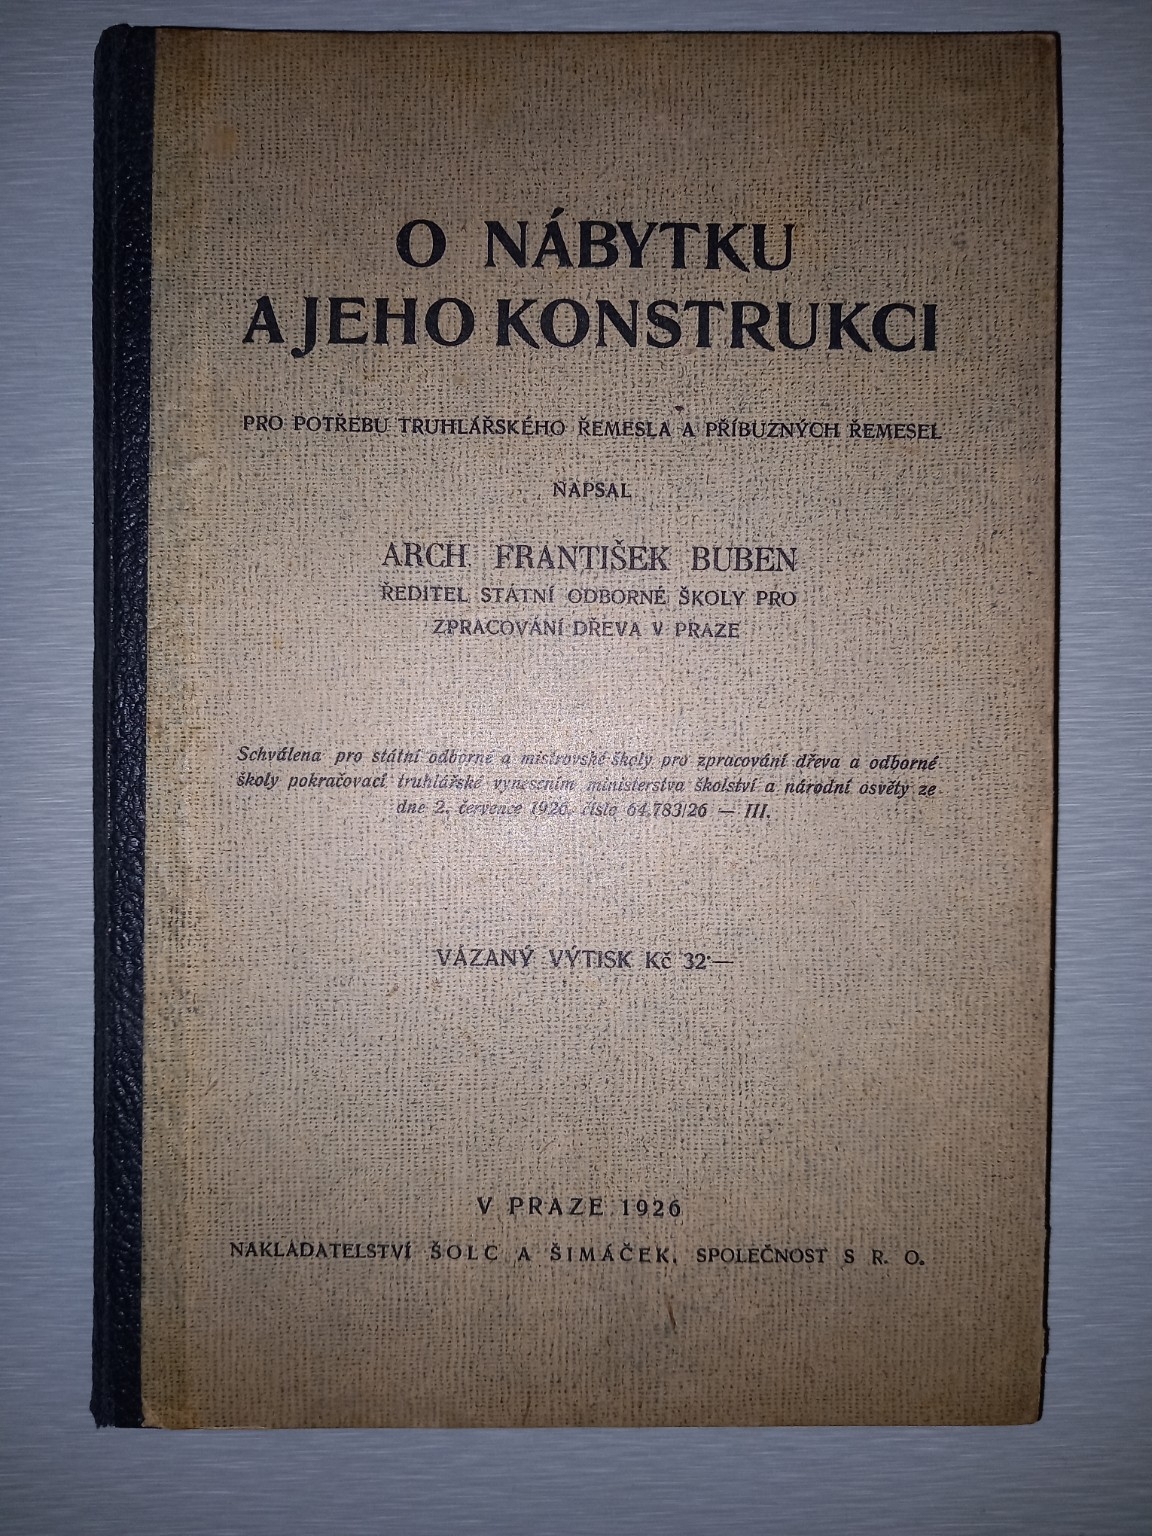 O NÁBYTKU
A JEHO KONSTRUKCI
PRO POTŘEBU TRUHLÁŘSKÉHO ŘEMESLA A PŘÍBUZNÝCH ŘEMESEL
NAPSAL
ARCH. FRANTIŠEK BUBEN
ŘEDITEL STÁTNÍ ODBORNÉ ŠKOLY PRO
ZPRACOVÁNÍ DŘEVA V PRAZE
Schválena pro státní odborné a mistrovské školy pro zpracování dřeva a odborné
školy pokračovací truhlářské vynesením ministerstva školství a národní osvěty ze
dne 2. července 1926, číslo 64.783/26 — III.
VÁZANÝ VÝTISK Kč 32·—
V PRAZE 1926
NAKLADATELSTVÍ ŠOLC A ŠIMÁČEK, SPOLEČNOST S R. O.